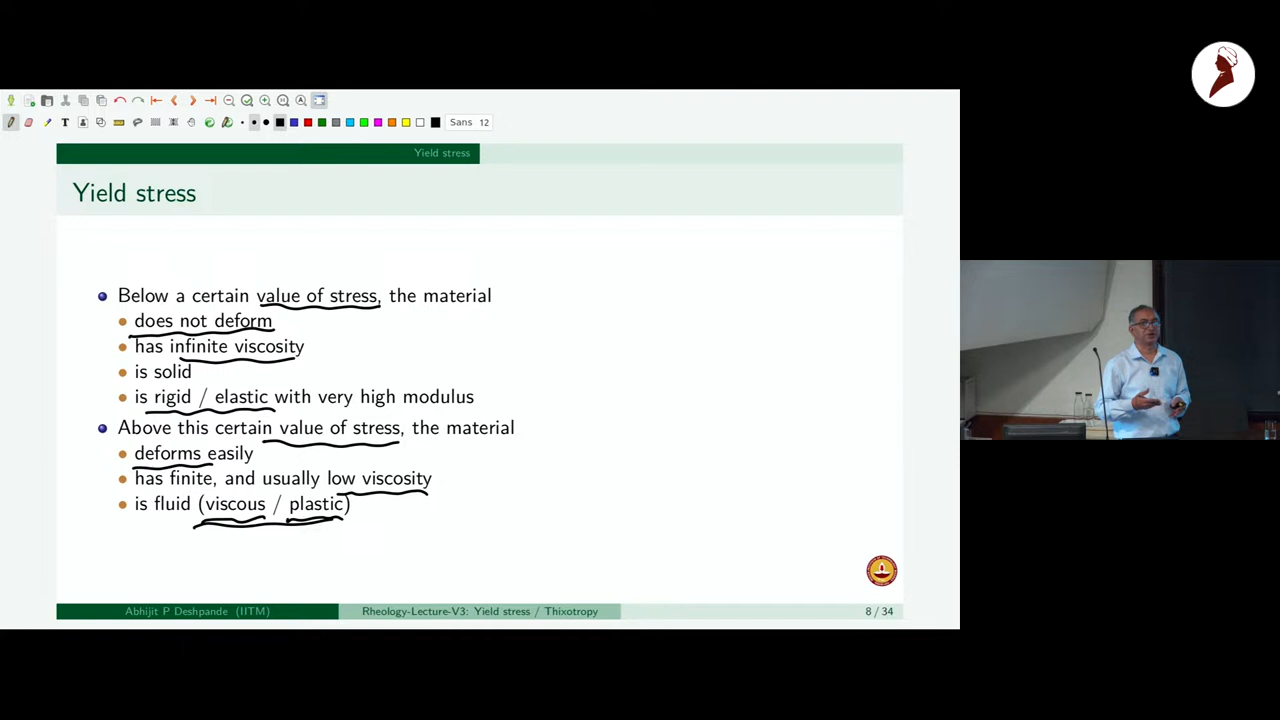 Sans 12
Yield stress
Yield stress
Below a certain value of stress, the material
does not deform
has infinite viscosity
is solid
is rigid / elastic with very high modulus
Above this certain value of stress, the material
deforms easily
has finite, and usually low viscosity
is fluid (viscous / plastic)
Abhijit P Deshpande (IITM) Rheology-Lecture-V3: Yield stress / Thixotropy 8 / 34